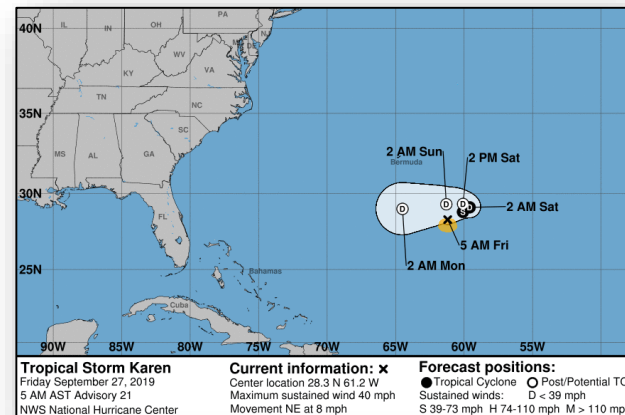 PA
40N
IL
IN
OH
NJ
MD
DE
WV
VA
KY
TN
NC
35N
SC
MS
AL
GA
2 AM Sun
2 PM Sat
Bermuda
30N
D
D
D
D
S
2 AM Sat
FL
5 AM Fri
2 AM Mon
25N
Bahamas
Cuba
90W 85W 80W 75W 70W 65W 60W 55W
Tropical Storm Karen
Friday September 27, 2019
5 AM AST Advisory 21
NWS National Hurricane Center
Current information: ×
Center location 28.3 N 61.2 W
Maximum sustained wind 40 mph
Movement NE at 8 mph
Forecast positions:
Tropical Cyclone Post/Potential TC
Sustained winds: D < 39 mph
S 39-73 mph H 74-110 mph M > 110 mp